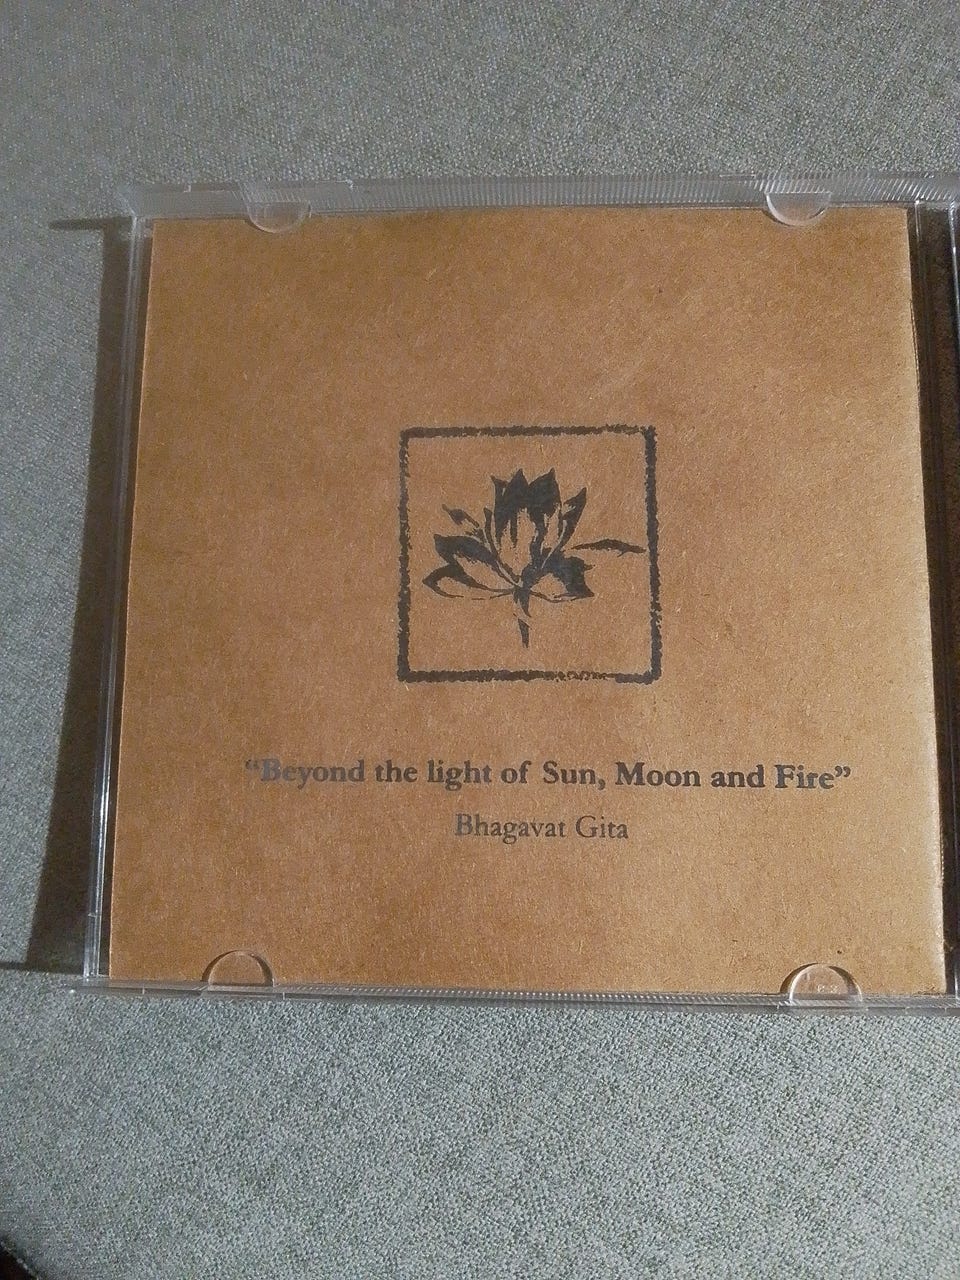 “Beyond the light of Sun, Moon and Fire”
Bhagavat Gita